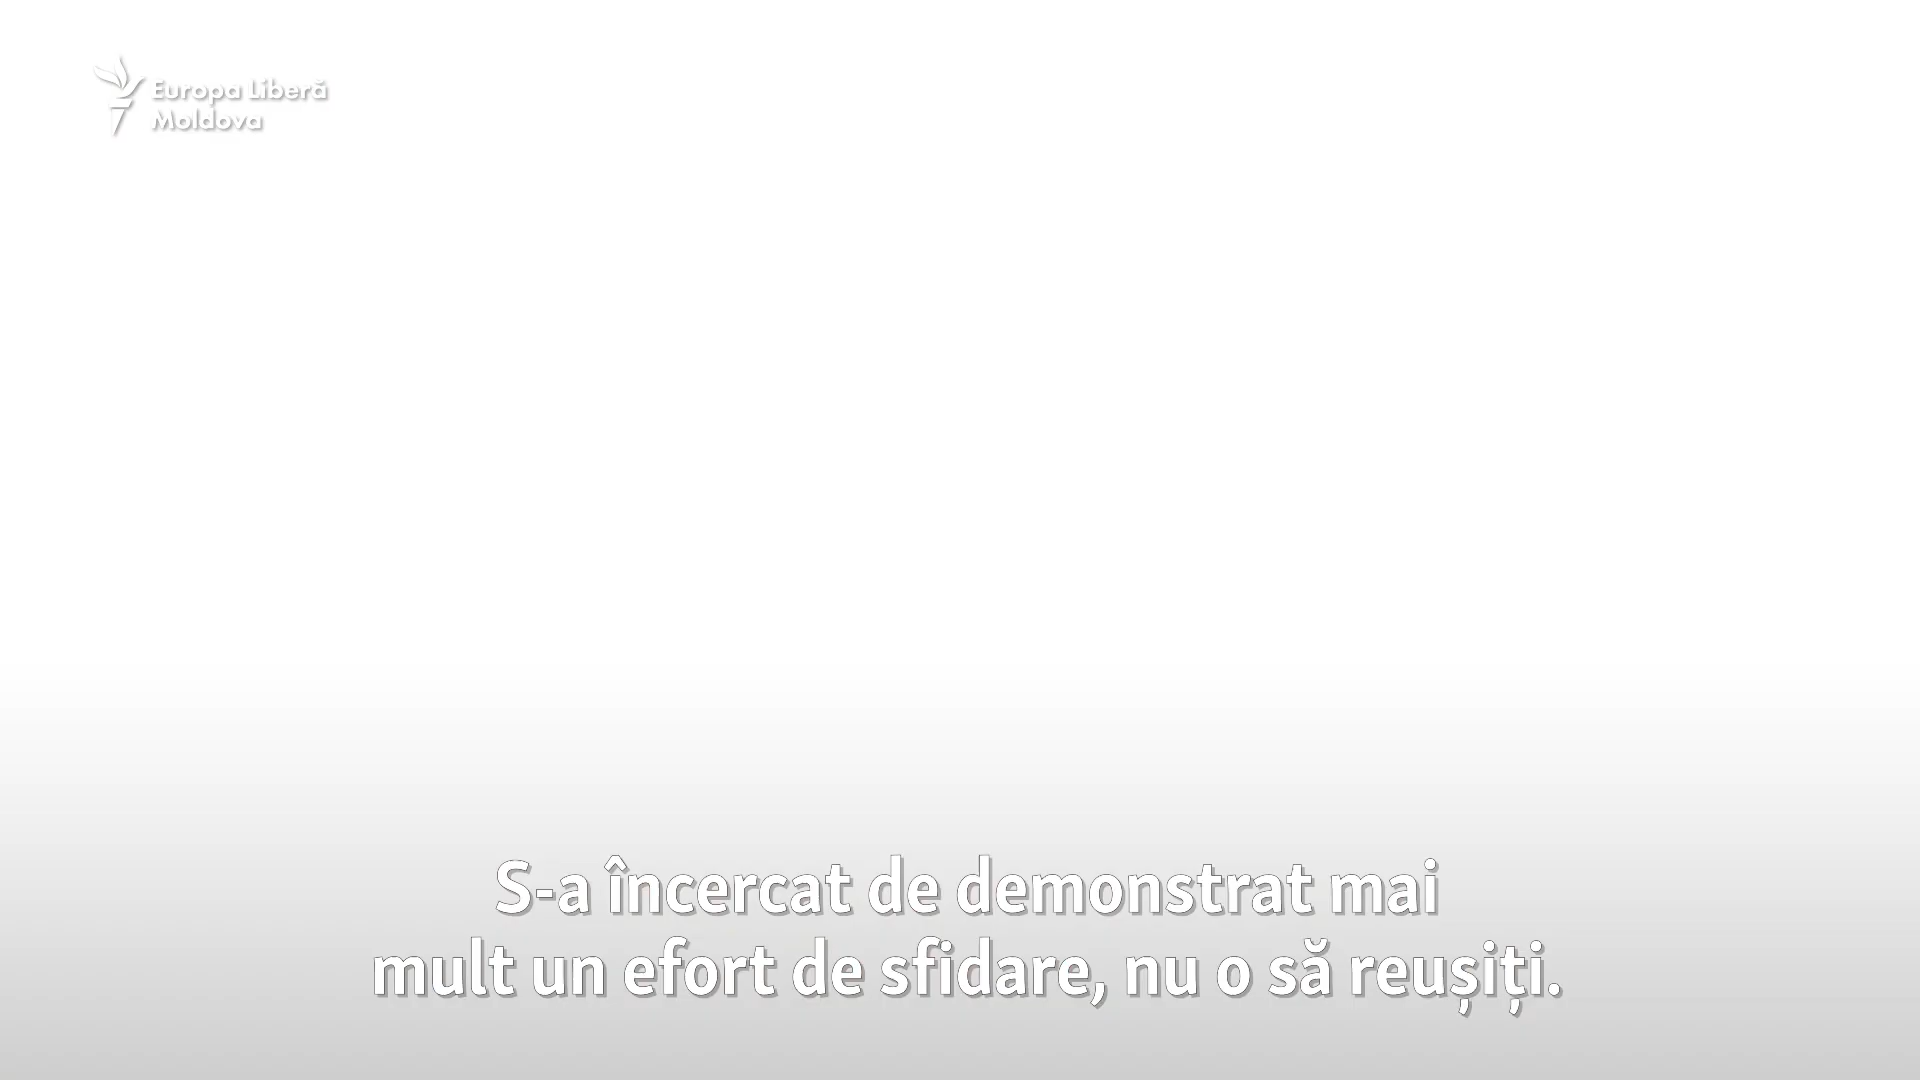 Europa Liberă
Moldova
S-a încercat de demonstrat mai
mult un efort de sfidare, nu o să reușiți.